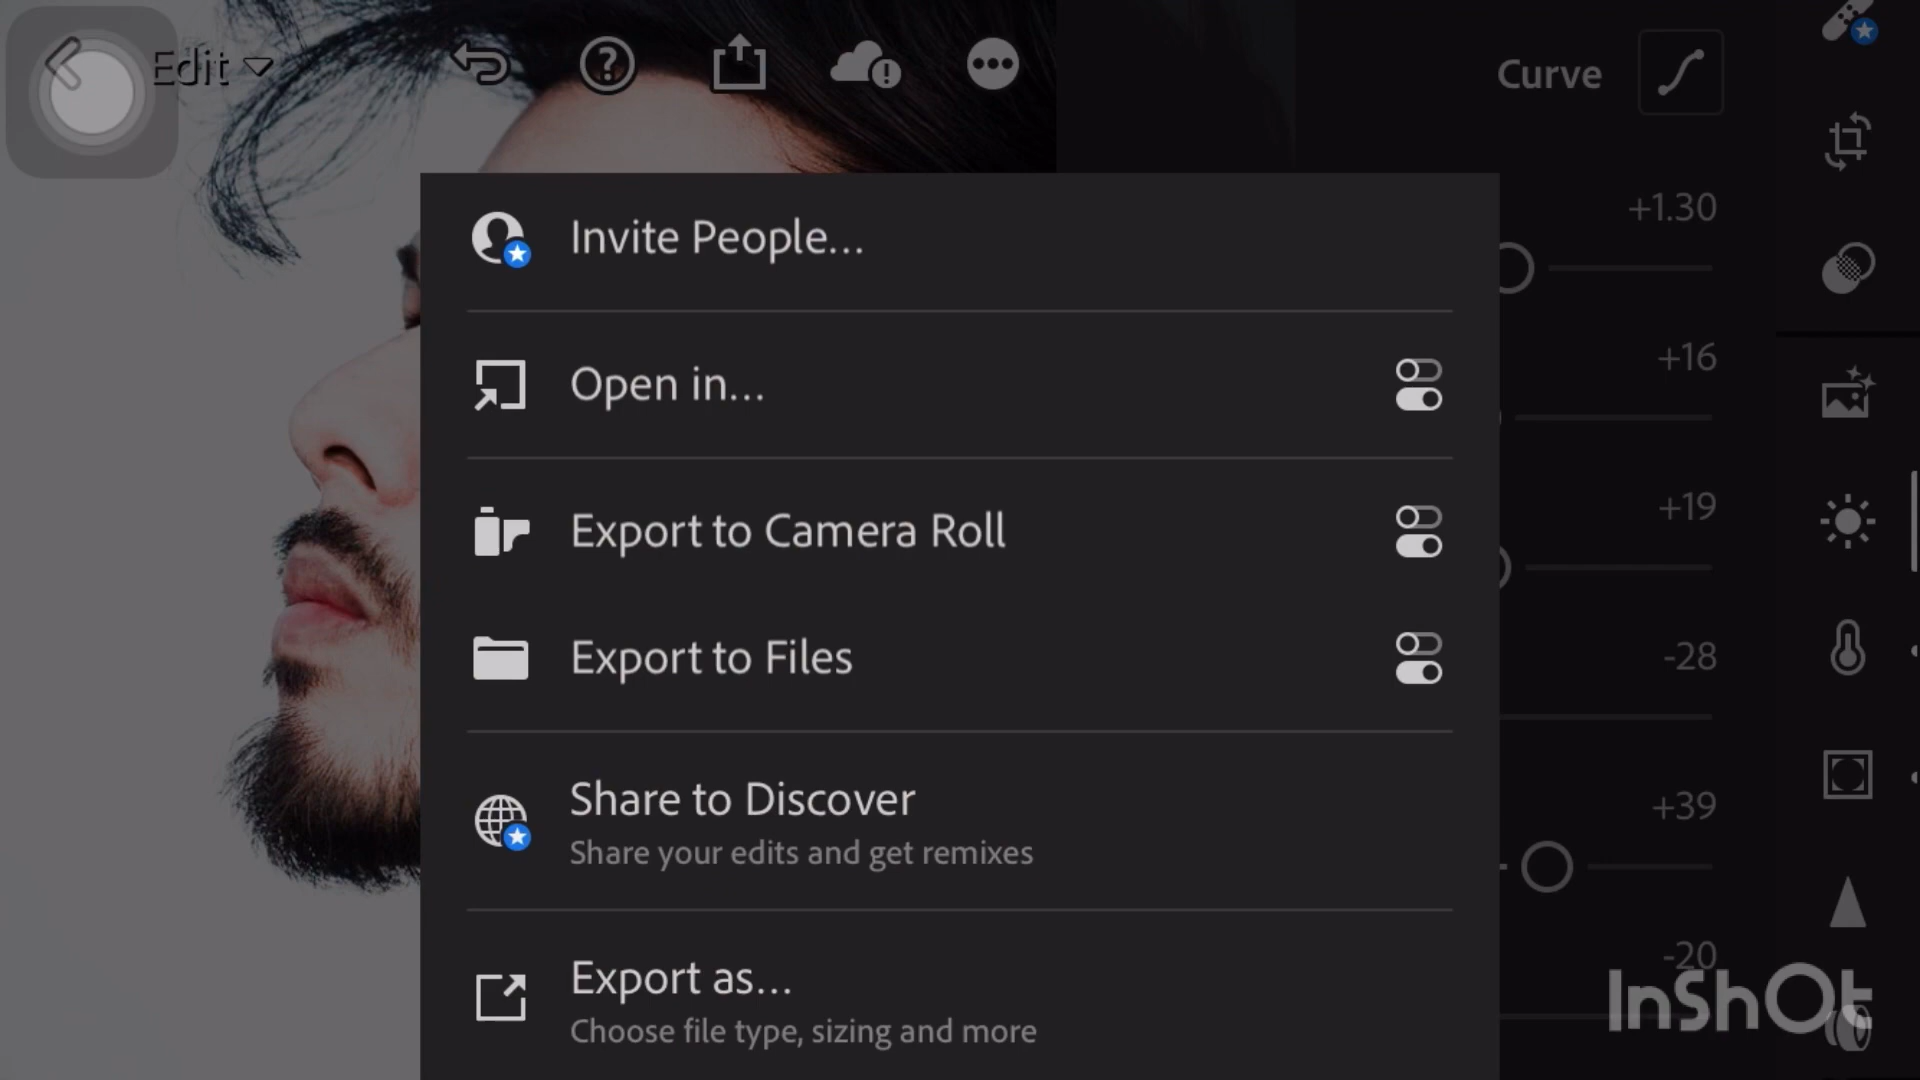 Edit
Curve
Invite People...
+1.30
Open in...
+16
Export to Camera Roll
+19
Export to Files
-28
Share to Discover
Share your edits and get remixes
+39
Export as...
Choose file type, sizing and more
-20
InShOt